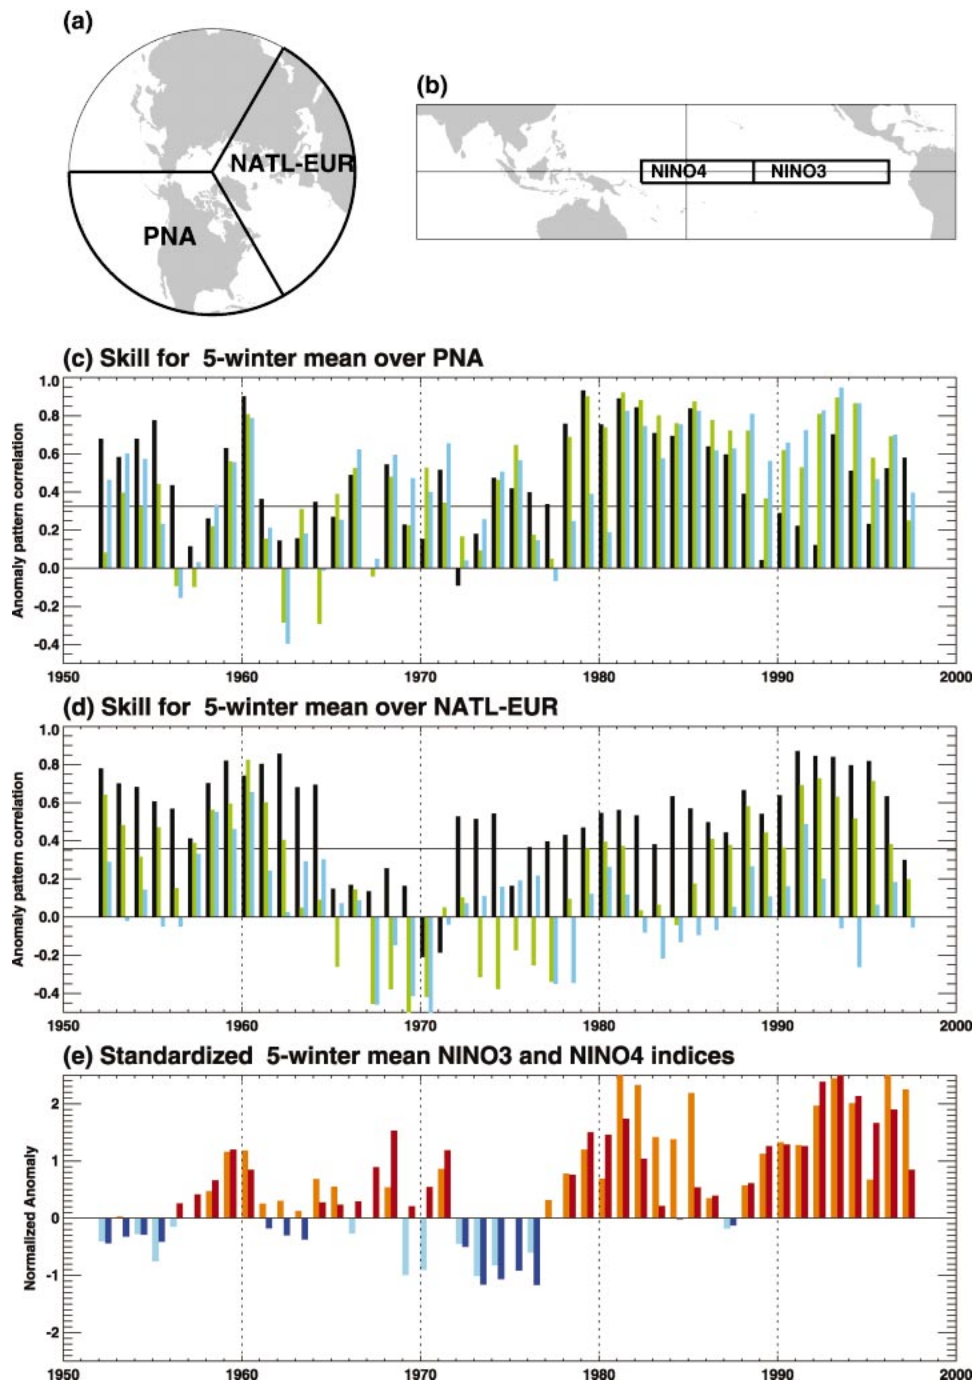 (a)
NATL-EUR
PNA
(b)
NINO4 NINO3
(c) Skill for 5-winter mean over PNA
Anomaly pattern correlation
1.0
0.8
0.6
0.4
0.2
0.0
-0.2
-0.4
1950 1960 1970 1980 1990 2000
(d) Skill for 5-winter mean over NATL-EUR
Anomaly pattern correlation
1.0
0.8
0.6
0.4
0.2
0.0
-0.2
-0.4
1950 1960 1970 1980 1990 2000
(e) Standardized 5-winter mean NINO3 and NINO4 indices
Normalized Anomaly
2
1
0
-1
-2
1950 1960 1970 1980 1990 2000